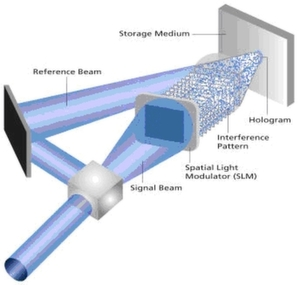 Storage Medium
Reference Beam
Hologram
Interference
Pattern
Spatial Light
Modulator (SLM)
Signal Beam